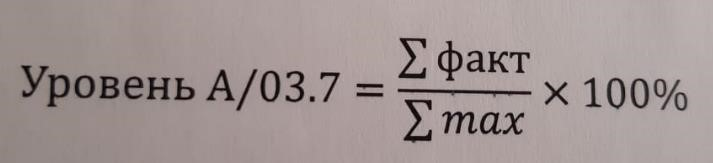 Уровень А/03.7 = ∑ факт / ∑ max × 100%